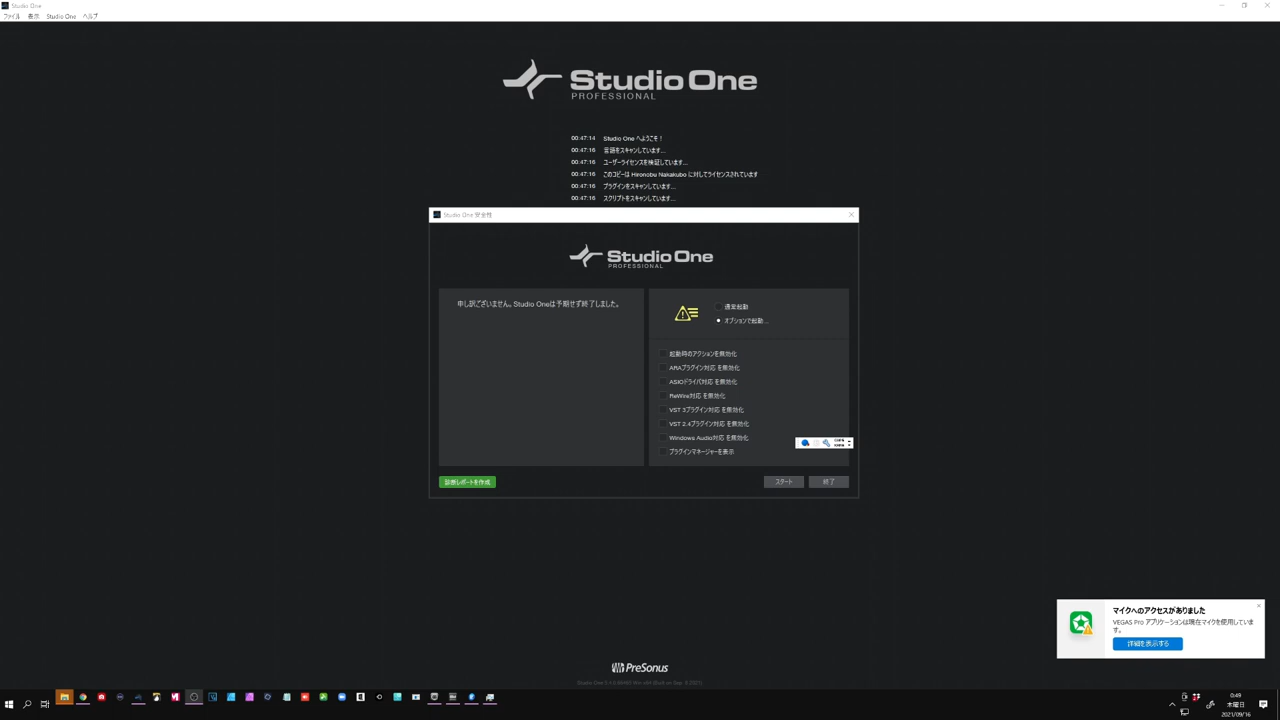 Studio One
ファイル 表示 Studio One ヘルプ
Studio One
PROFESSIONAL
00:47:14 Studio One へようこそ！
00:47:16 言語をスキャンしています...
00:47:16 ユーザーライセンスを検証しています...
00:47:16 このコピーは Hironobu Nakakubo に対してライセンスされています
00:47:16 プラグインをスキャンしています...
00:47:16 スクリプトをスキャンしています...
Studio One 安全性
Studio One
PROFESSIONAL
申し訳ございません。Studio Oneは予期せず終了しました。
通常起動
オプションで起動...
起動時のアクションを無効化
ARAプラグイン対応 を無効化
ASIOドライバ対応 を無効化
ReWire対応 を無効化
VST 3プラグイン対応 を無効化
VST 2.4プラグイン対応 を無効化
Windows Audio対応 を無効化
プラグインマネージャーを表示
診断レポートを作成
スタート
終了
マイクへのアクセスがありました
VEGAS Pro アプリケーションは現在マイクを使用していま
す。
詳細を表示する
PreSonus
0:49
木曜日
2021/09/16